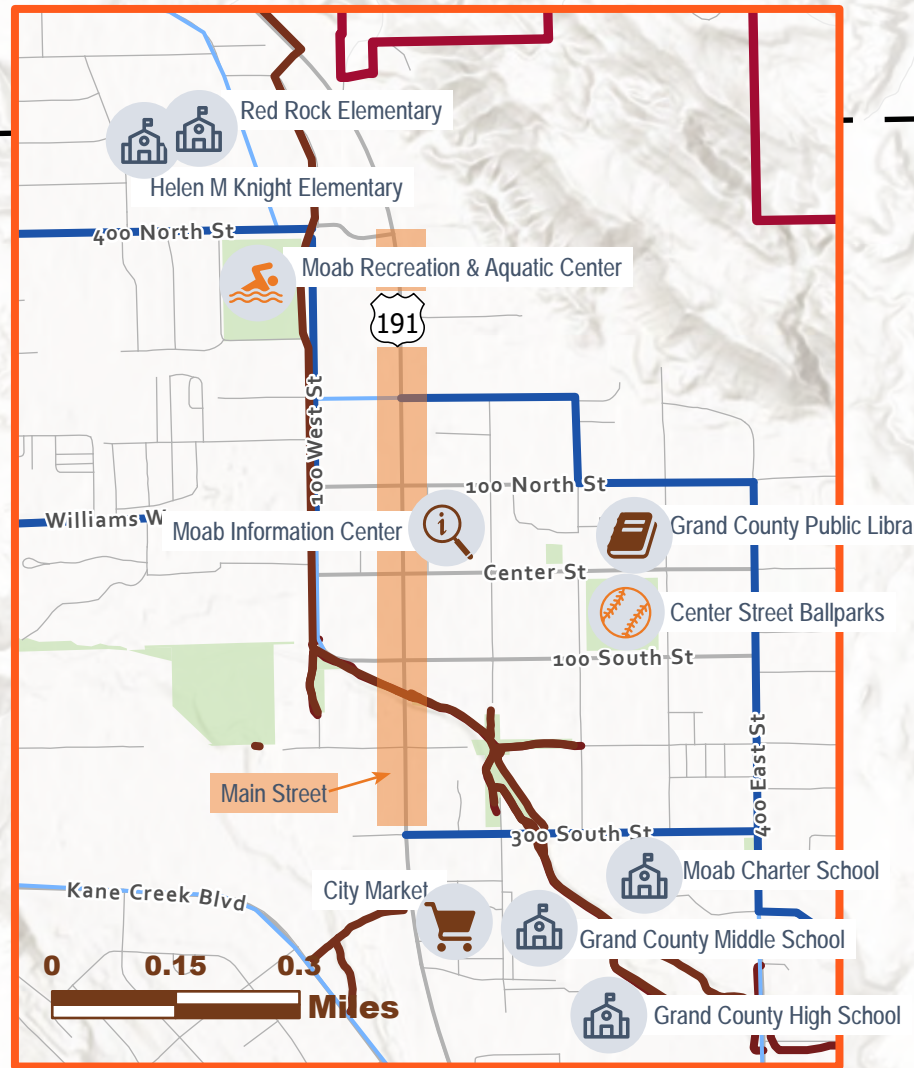 Red Rock Elementary
Helen M Knight Elementary
400 North St
Moab Recreation & Aquatic Center
191
100 West St
100 North St
Williams W
Moab Information Center
Grand County Public Libra
Center St
Center Street Ballparks
100 South St
Main Street
400 East St
300 South St
Moab Charter School
Kane Creek Blvd
City Market
Grand County Middle School
0 0.15 0.3
Miles
Grand County High School